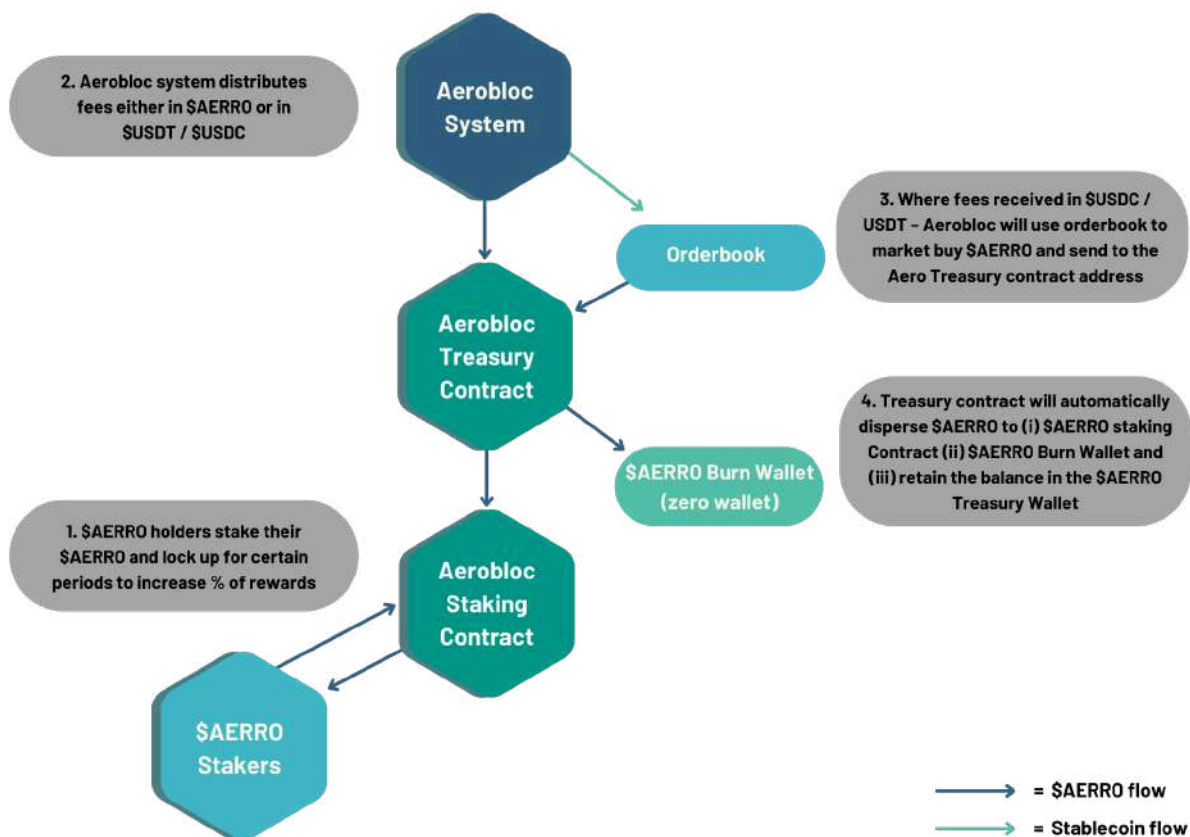 2. Aerobloc system distributes
fees either in $AERRO or in
$USDT / $USDC
Aerobloc
System
3. Where fees received in $USDC /
USDT – Aerobloc will use orderbook to
market buy $AERRO and send to the
Aero Treasury contract address
Orderbook
Aerobloc
Treasury
Contract
4. Treasury contract will automatically
disperse $AERRO to (i) $AERRO staking
Contract (ii) $AERRO Burn Wallet and
(iii) retain the balance in the $AERRO
Treasury Wallet
$AERRO Burn Wallet
(zero wallet)
1. $AERRO holders stake their
$AERRO and lock up for certain
periods to increase % of rewards
Aerobloc
Staking
Contract
$AERRO
Stakers
= $AERRO flow
= Stablecoin flow